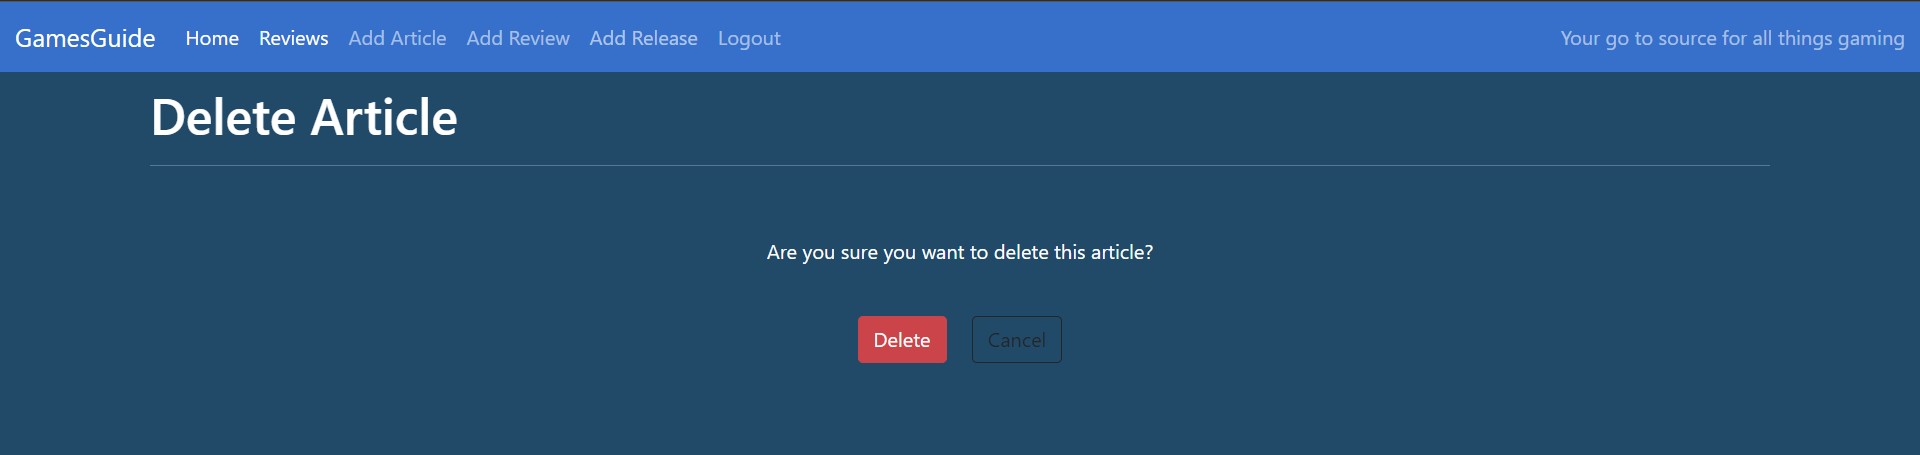 GamesGuide Home Reviews Add Article Add Review Add Release Logout Your go to source for all things gaming
Delete Article
Are you sure you want to delete this article?
Delete Cancel